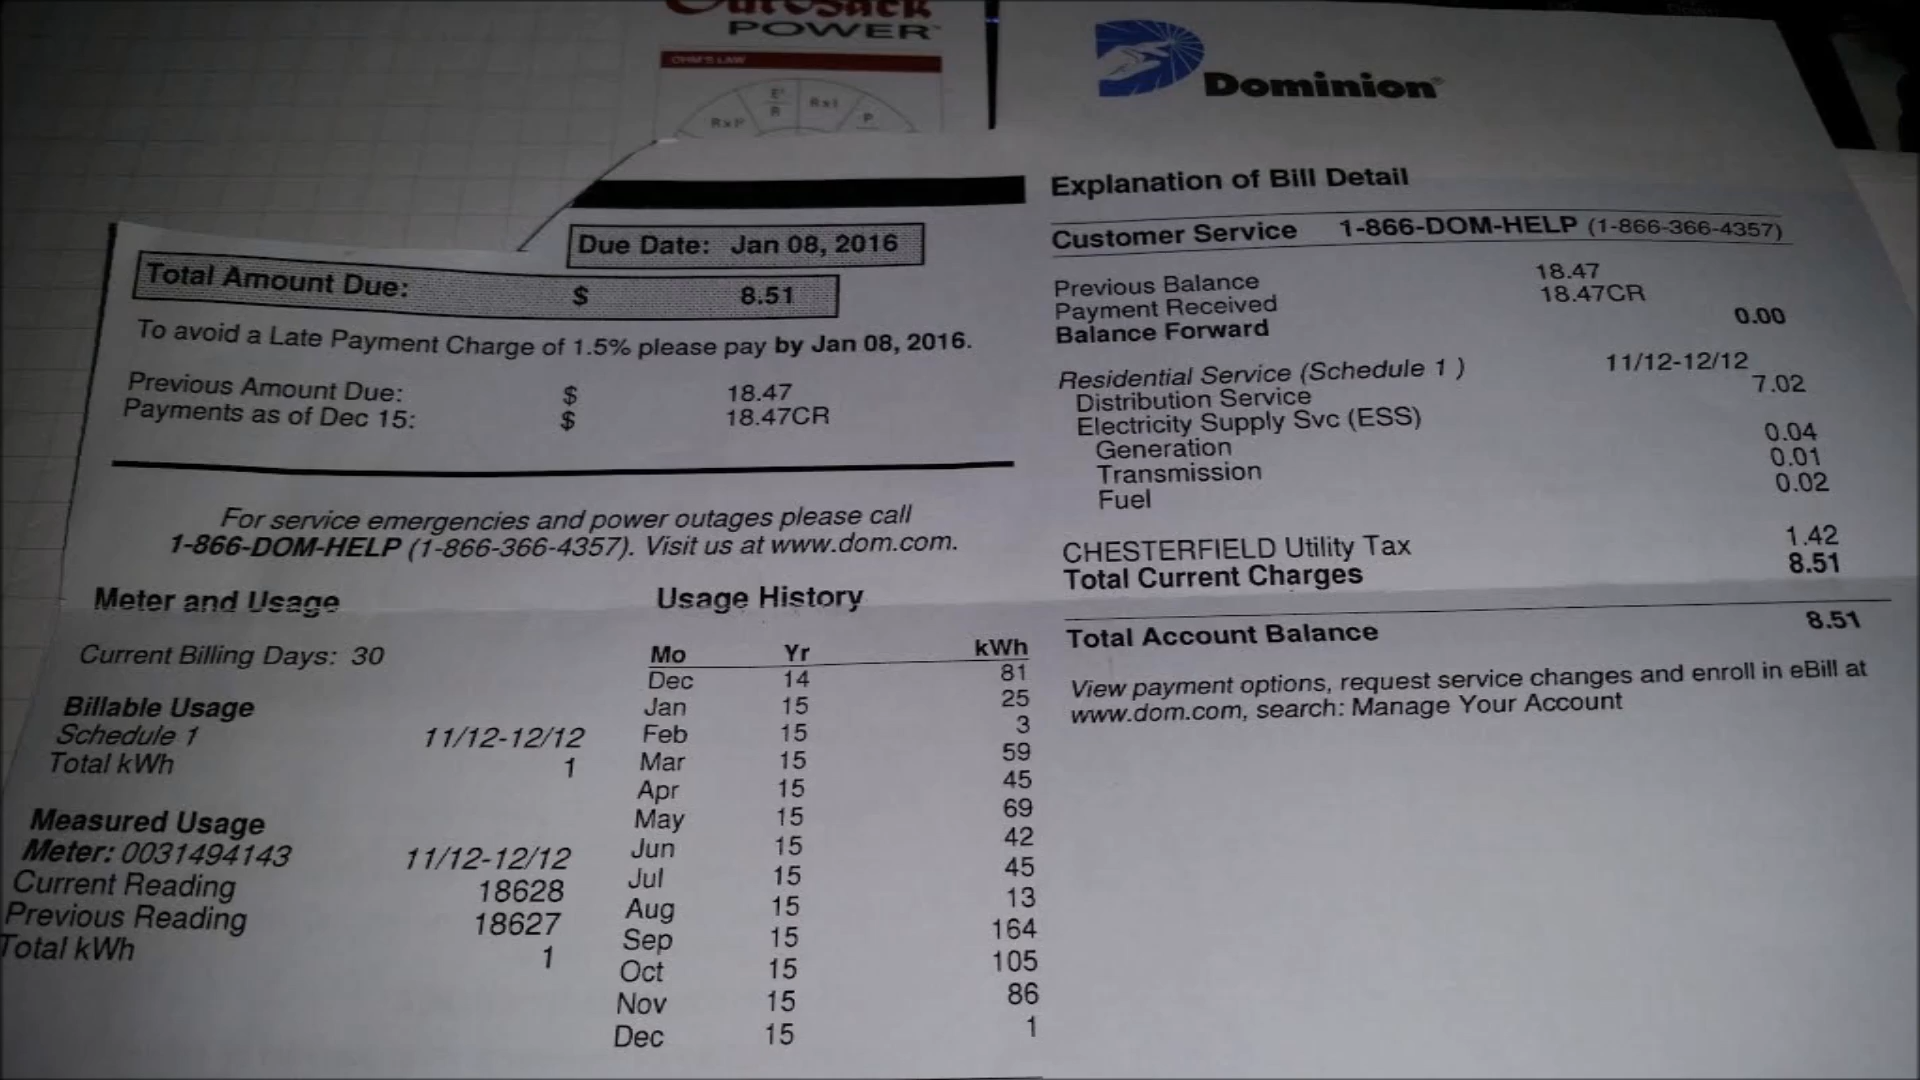 OutBack
POWER
OHM'S LAW
E²
R
RxI
RxP
P
Dominion®
Due Date: Jan 08, 2016
Total Amount Due: $ 8.51
To avoid a Late Payment Charge of 1.5% please pay by Jan 08, 2016.
Previous Amount Due: $ 18.47
Payments as of Dec 15: $ 18.47CR
For service emergencies and power outages please call
1-866-DOM-HELP (1-866-366-4357). Visit us at www.dom.com.
Meter and Usage
Current Billing Days: 30
Billable Usage
Schedule 1 11/12-12/12
Total kWh 1
Measured Usage
Meter: 0031494143 11/12-12/12
Current Reading 18628
Previous Reading 18627
Total kWh 1
Usage History
Mo Yr kWh
Dec 14 81
Jan 15 25
Feb 15 3
Mar 15 59
Apr 15 45
May 15 69
Jun 15 42
Jul 15 45
Aug 15 13
Sep 15 164
Oct 15 105
Nov 15 86
Dec 15 1
Explanation of Bill Detail
Customer Service 1-866-DOM-HELP (1-866-366-4357)
Previous Balance 18.47
Payment Received 18.47CR
Balance Forward 0.00
Residential Service (Schedule 1 ) 11/12-12/12
Distribution Service 7.02
Electricity Supply Svc (ESS)
Generation 0.04
Transmission 0.01
Fuel 0.02
CHESTERFIELD Utility Tax 1.42
Total Current Charges 8.51
Total Account Balance 8.51
View payment options, request service changes and enroll in eBill at
www.dom.com, search: Manage Your Account